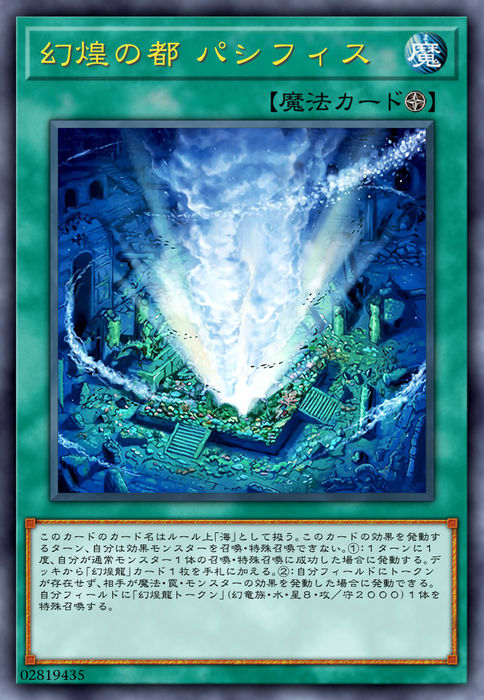 幻煌の都 パシフィス
魔
【魔法カード】
このカードのカード名はルール上「海」として扱う。このカードの効果を発動す
るターン、自分は効果モンスターを召喚・特殊召喚できない。①：１ターンに１
度、自分が通常モンスター１体の召喚・特殊召喚に成功した場合に発動する。デ
ッキから「幻煌龍」カード１枚を手札に加える。②：自分フィールドにトークン
が存在せず、相手が魔法・罠・モンスターの効果を発動した場合に発動できる。
自分フィールドに「幻煌龍トークン」（幻竜族・水・星８・攻／守２０００）１体を
特殊召喚する。
02819435